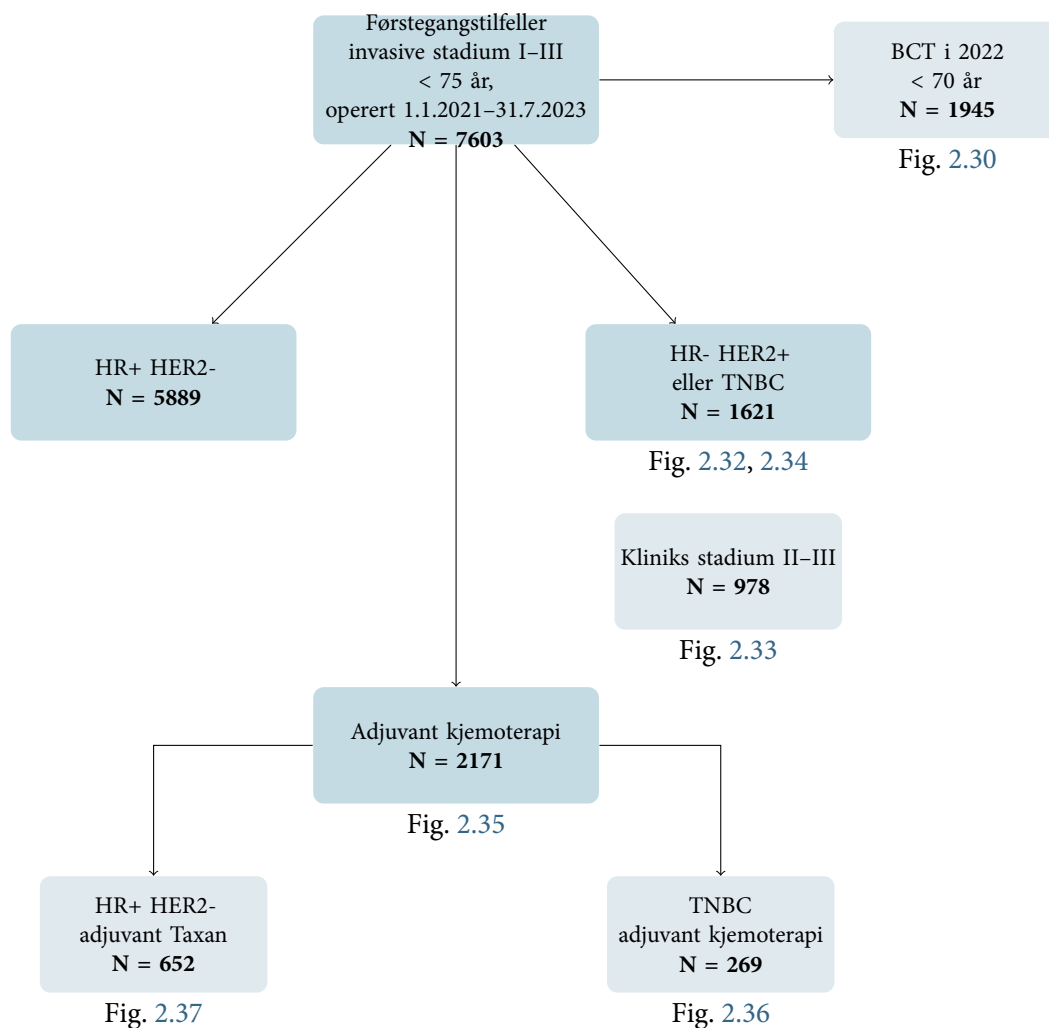 Førstegangstilfeller
invasive stadium I–III
< 75 år,
operert 1.1.2021–31.7.2023
N = 7603
BCT i 2022
< 70 år
N = 1945
Fig. 2.30
HR+ HER2-
N = 5889
HR- HER2+
eller TNBC
N = 1621
Fig. 2.32, 2.34
Kliniks stadium II–III
N = 978
Fig. 2.33
Adjuvant kjemoterapi
N = 2171
Fig. 2.35
HR+ HER2-
adjuvant Taxan
N = 652
Fig. 2.37
TNBC
adjuvant kjemoterapi
N = 269
Fig. 2.36